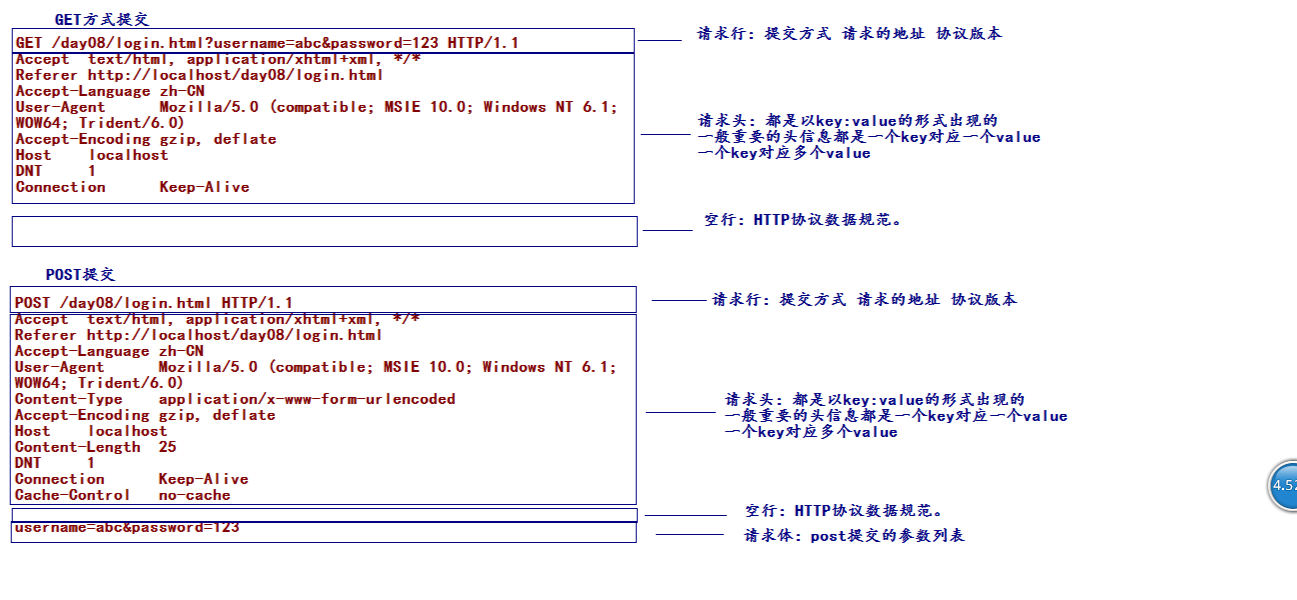 GET方式提交
GET /day08/login.html?username=abc&password=123 HTTP/1.1
请求行：提交方式 请求的地址 协议版本
Accept text/html, application/xhtml+xml, */*
Referer http://localhost/day08/login.html
Accept-Language zh-CN
User-Agent Mozilla/5.0 (compatible; MSIE 10.0; Windows NT 6.1;
WOW64; Trident/6.0)
Accept-Encoding gzip, deflate
Host localhost
DNT 1
Connection Keep-Alive
请求头：都是以key:value的形式出现的
一般重要的头信息都是一个key对应一个value
一个key对应多个value
空行：HTTP协议数据规范。
POST提交
POST /day08/login.html HTTP/1.1
请求行：提交方式 请求的地址 协议版本
Accept text/html, application/xhtml+xml, */*
Referer http://localhost/day08/login.html
Accept-Language zh-CN
User-Agent Mozilla/5.0 (compatible; MSIE 10.0; Windows NT 6.1;
WOW64; Trident/6.0)
Content-Type application/x-www-form-urlencoded
Accept-Encoding gzip, deflate
Host localhost
Content-Length 25
DNT 1
Connection Keep-Alive
Cache-Control no-cache
请求头：都是以key:value的形式出现的
一般重要的头信息都是一个key对应一个value
一个key对应多个value
空行：HTTP协议数据规范。
username=abc&password=123
请求体：post提交的参数列表